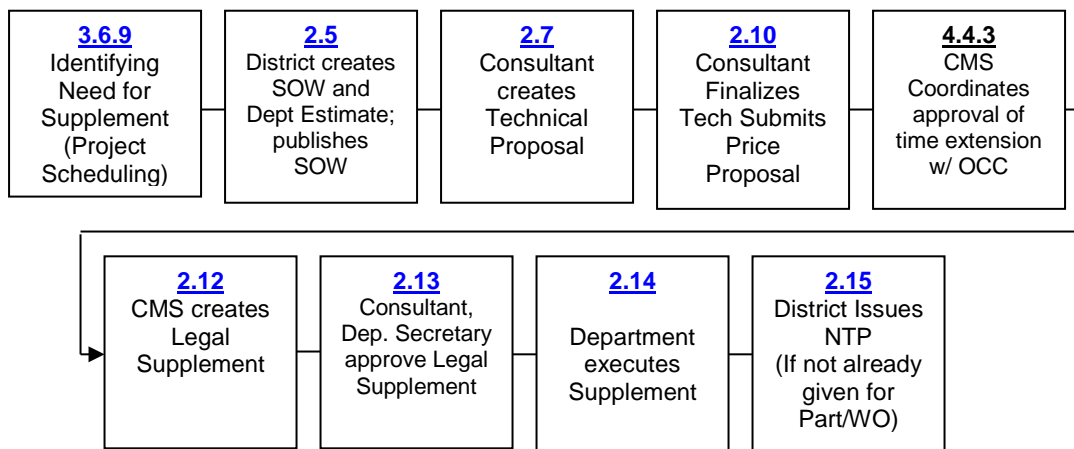 3.6.9
Identifying
Need for
Supplement
(Project
Scheduling)
2.5
District creates
SOW and
Dept Estimate;
publishes
SOW
2.7
Consultant
creates
Technical
Proposal
2.10
Consultant
Finalizes
Tech Submits
Price
Proposal
4.4.3
CMS
Coordinates
approval of
time extension
w/ OCC
2.12
CMS creates
Legal
Supplement
2.13
Consultant,
Dep. Secretary
approve Legal
Supplement
2.14
Department
executes
Supplement
2.15
District Issues
NTP
(If not already
given for
Part/WO)